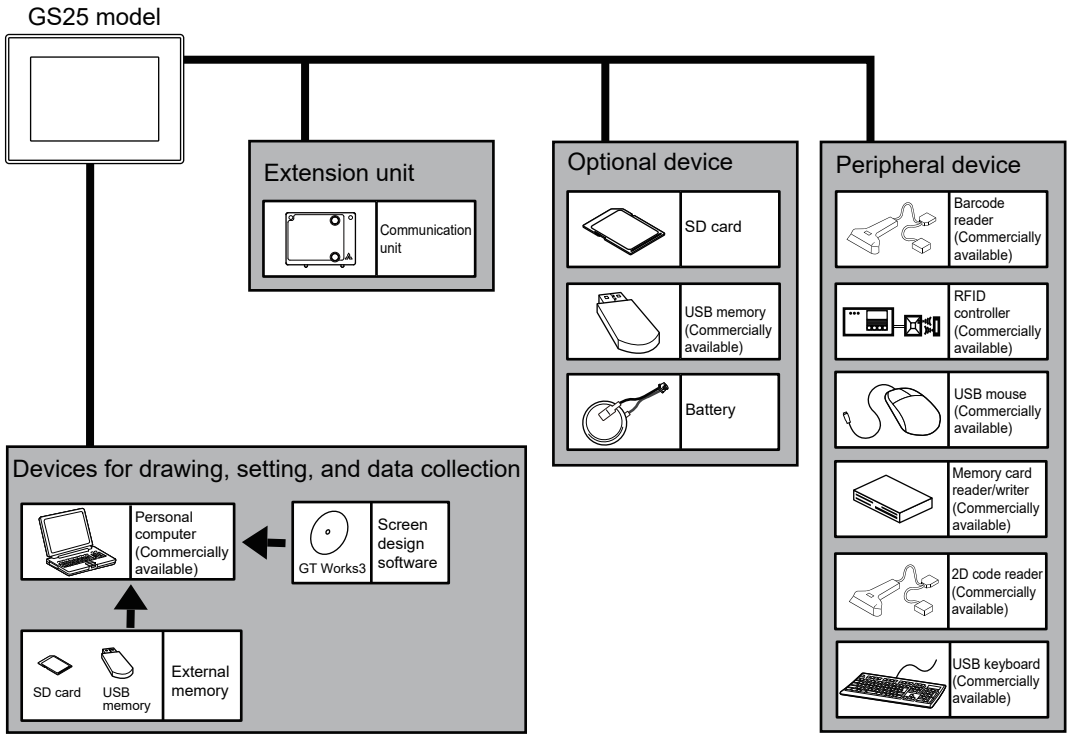 GS25 model
Extension unit
Communication
unit
Optional device
SD card
USB memory
(Commercially
available)
Battery
Peripheral device
Barcode
reader
(Commercially
available)
RFID
controller
(Commercially
available)
USB mouse
(Commercially
available)
Memory card
reader/writer
(Commercially
available)
2D code reader
(Commercially
available)
USB keyboard
(Commercially
available)
Devices for drawing, setting, and data collection
Personal
computer
(Commercially
available)
GT Works3
Screen
design
software
SD card
USB
memory
External
memory